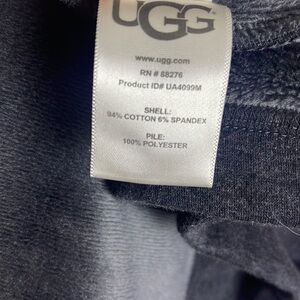 UGG
www.ugg.com
RN # 88276
Product ID# UA4099M
SHELL:
94% COTTON 6% SPANDEX
PILE:
100% POLYESTER